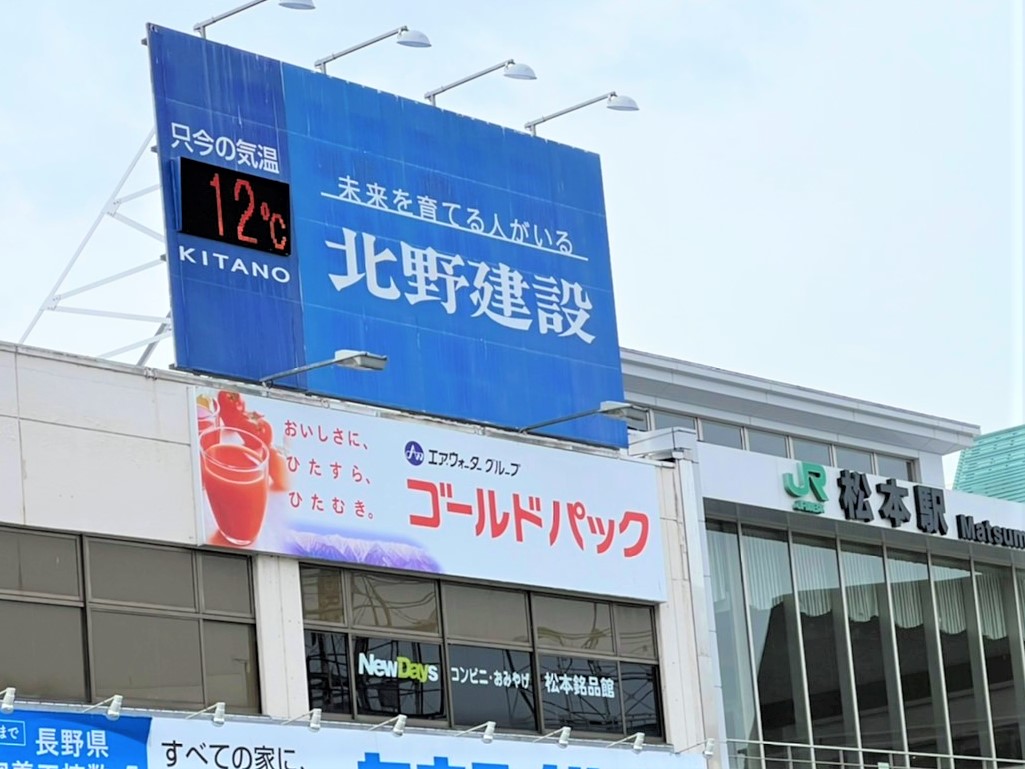 只今の気温
12℃
KITANO
未来を育てる人がいる
北野建設
おいしさに、
ひたすら、
ひたむき。
AW エア・ウォーターグループ
ゴールドパック
JR
松本駅 Matsum
NewDays コンビニ・おみやげ 松本銘品館
まで
長野県
すべての家に、